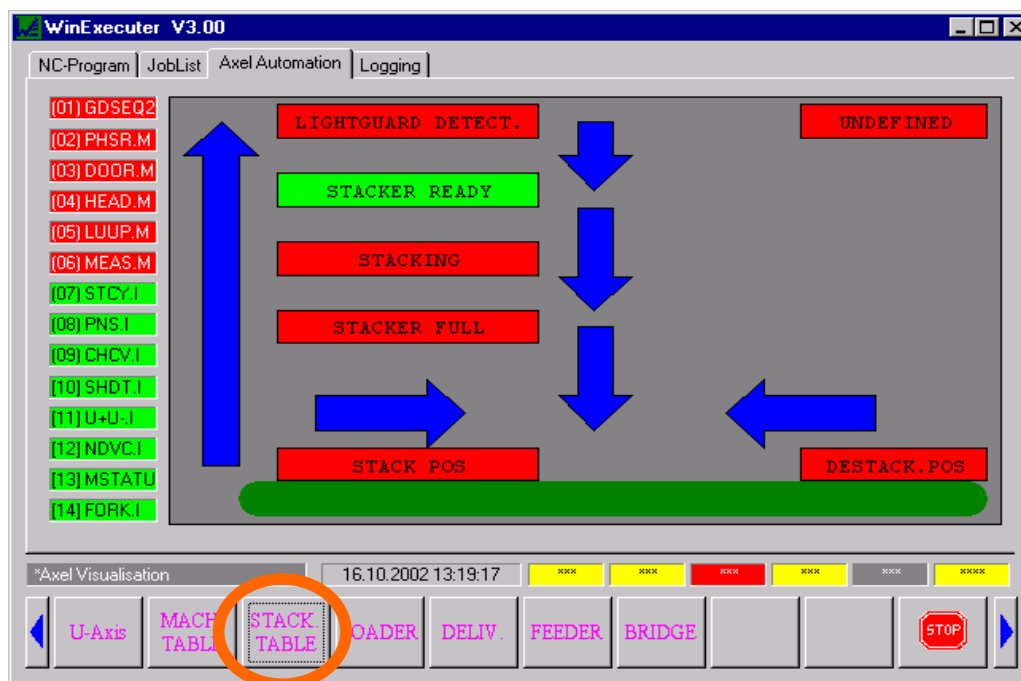 WinExecuter V3.00
NC-Program JobList Axel Automation Logging
(01) GDSEQ2
(02) PHSR.M
(03) DOOR.M
(04) HEAD.M
(05) LUUP.M
(06) MEAS.M
(07) STCY.I
(08) PNS.I
(09) CHCV.I
[10] SHDT.I
[11] U+U-.I
[12] NDVC.I
[13] MSTATU
[14] FORK.I
LIGHTGUARD DETECT.
UNDEFINED
STACKER READY
STACKING
STACKER FULL
STACK POS
DESTACK.POS
*Axel Visualisation 16.10.2002 13:19:17 *** *** *** *** *** ****
U-Axis
MACH
TABL
STACK.
TABLE
OADER
DELIV.
FEEDER
BRIDGE
STOP